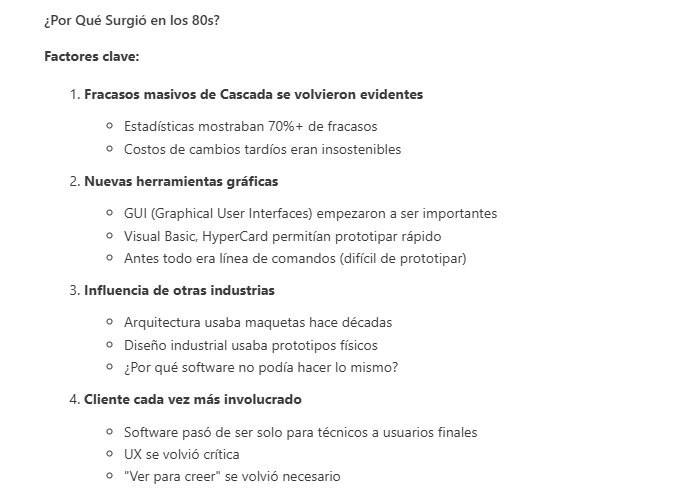 ¿Por Qué Surgió en los 80s?
Factores clave:
1. Fracasos masivos de Cascada se volvieron evidentes
◦ Estadísticas mostraban 70%+ de fracasos
◦ Costos de cambios tardíos eran insostenibles
2. Nuevas herramientas gráficas
◦ GUI (Graphical User Interfaces) empezaron a ser importantes
◦ Visual Basic, HyperCard permitían prototipar rápido
◦ Antes todo era línea de comandos (difícil de prototipar)
3. Influencia de otras industrias
◦ Arquitectura usaba maquetas hace décadas
◦ Diseño industrial usaba prototipos físicos
◦ ¿Por qué software no podía hacer lo mismo?
4. Cliente cada vez más involucrado
◦ Software pasó de ser solo para técnicos a usuarios finales
◦ UX se volvió crítica
◦ "Ver para creer" se volvió necesario